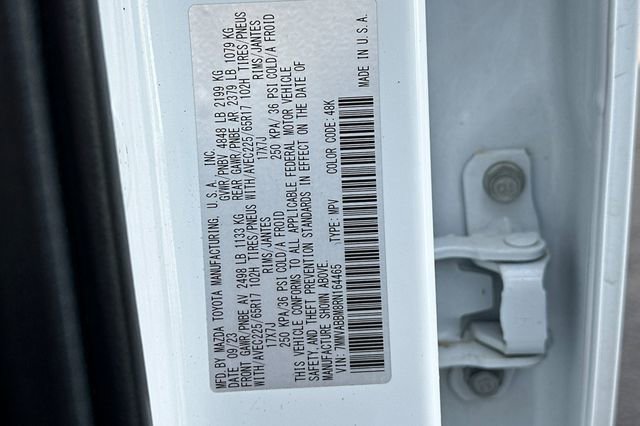 MFD.BY MAZDA TOYOTA MANUFACTURING, U.S.A. INC.
DATE 09/23 GVWR/PNBV 4848 LB 2199 KG
FRONT GAWR/PNBE AV 2498 LB 1133 KG REAR GAWR/PNBE AR 2379 LB 1079 KG
WITH/AVEC225/65R17 102H TIRES/PNEUS WITH/AVEC225/65R17 102H TIRES/PNEUS
17X7J RIMS/JANTES 17X7J RIMS/JANTES
250 KPA/36 PSI COLD/A FROID 250 KPA/36 PSI COLD/A FROID
THIS VEHICLE CONFORMS TO ALL APPLICABLE FEDERAL MOTOR VEHICLE
SAFETY, AND THEFT PREVENTION STANDARDS IN EFFECT ON THE DATE OF
MANUFACTURE SHOWN ABOVE.
VIN: 7MMVABBM8RN164465 TYPE: MPV COLOR CODE: 48K
MADE IN U.S.A.